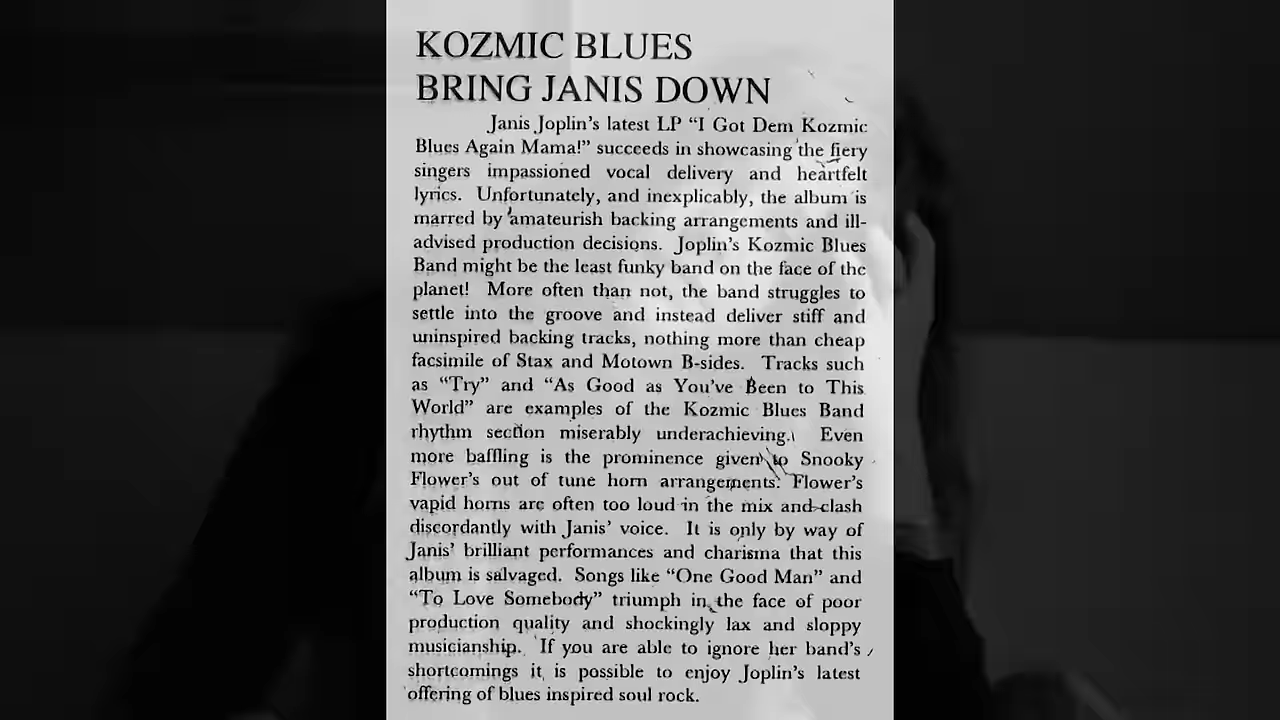 KOZMIC BLUES
BRING JANIS DOWN
Janis Joplin's latest LP “I Got Dem Kozmic
Blues Again Mama!” succeeds in showcasing the fiery
singers impassioned vocal delivery and heartfelt
lyrics. Unfortunately, and inexplicably, the album is
marred by amateurish backing arrangements and ill-
advised production decisions. Joplin's Kozmic Blues
Band might be the least funky band on the face of the
planet! More often than not, the band struggles to
settle into the groove and instead deliver stiff and
uninspired backing tracks, nothing more than cheap
facsimile of Stax and Motown B-sides. Tracks such
as “Try” and “As Good as You've Been to This
World” are examples of the Kozmic Blues Band
rhythm section miserably underachieving. Even
more baffling is the prominence given to Snooky
Flower's out of tune horn arrangements. Flower's
vapid horns are often too loud in the mix and clash
discordantly with Janis' voice. It is only by way of
Janis' brilliant performances and charisma that this
album is salvaged. Songs like “One Good Man” and
“To Love Somebody” triumph in the face of poor
production quality and shockingly lax and sloppy
musicianship. If you are able to ignore her band's
shortcomings it is possible to enjoy Joplin's latest
offering of blues inspired soul rock.